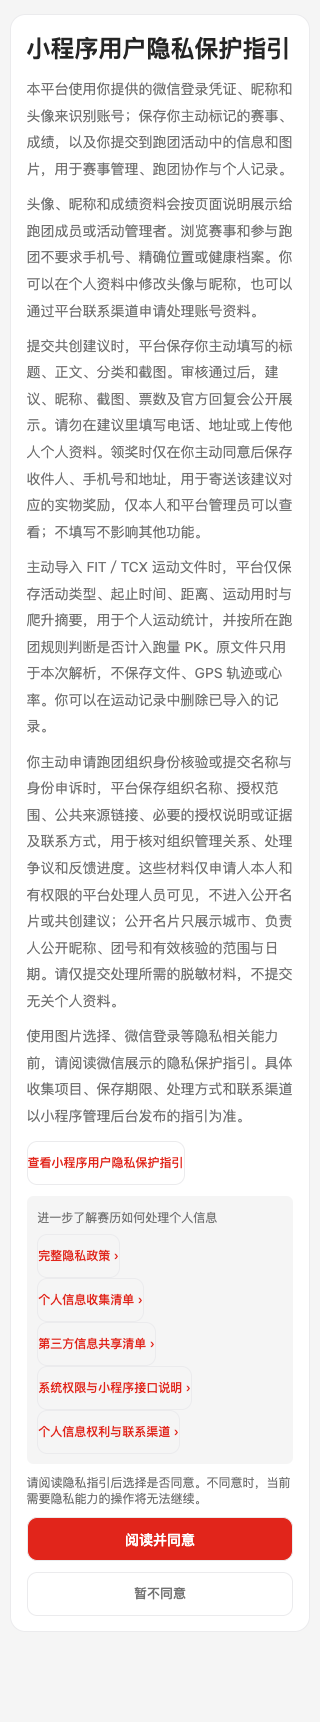 小程序用户隐私保护指引
本平台使用你提供的微信登录凭证、昵称和
头像来识别账号；保存你主动标记的赛事、
成绩，以及你提交到跑团活动中的信息和图
片，用于赛事管理、跑团协作与个人记录。
头像、昵称和成绩资料会按页面说明展示给
跑团成员或活动管理者。浏览赛事和参与跑
团不要求手机号、精确位置或健康档案。你
可以在个人资料中修改头像与昵称，也可以
通过平台联系渠道申请处理账号资料。
提交共创建议时，平台保存你主动填写的标
题、正文、分类和截图。审核通过后，建
议、昵称、截图、票数及官方回复会公开展
示。请勿在建议里填写电话、地址或上传他
人个人资料。领奖时仅在你主动同意后保存
收件人、手机号和地址，用于寄送该建议对
应的实物奖励，仅本人和平台管理员可以查
看；不填写不影响其他功能。
主动导入 FIT / TCX 运动文件时，平台仅保
存活动类型、起止时间、距离、运动用时与
爬升摘要，用于个人运动统计，并按所在跑
团规则判断是否计入跑量 PK。原文件只用
于本次解析，不保存文件、GPS 轨迹或心
率。你可以在运动记录中删除已导入的记
录。
你主动申请跑团组织身份核验或提交名称与
身份申诉时，平台保存组织名称、授权范
围、公共来源链接、必要的授权说明或证据
及联系方式，用于核对组织管理关系、处理
争议和反馈进度。这些材料仅申请人本人和
有权限的平台处理人员可见，不进入公开名
片或共创建议；公开名片只展示城市、负责
人公开昵称、团号和有效核验的范围与日
期。请仅提交处理所需的脱敏材料，不提交
无关个人资料。
使用图片选择、微信登录等隐私相关能力
前，请阅读微信展示的隐私保护指引。具体
收集项目、保存期限、处理方式和联系渠道
以小程序管理后台发布的指引为准。
查看小程序用户隐私保护指引
进一步了解赛历如何处理个人信息
完整隐私政策 ›
个人信息收集清单 ›
第三方信息共享清单 ›
系统权限与小程序接口说明 ›
个人信息权利与联系渠道 ›
请阅读隐私指引后选择是否同意。不同意时，当前
需要隐私能力的操作将无法继续。
阅读并同意
暂不同意